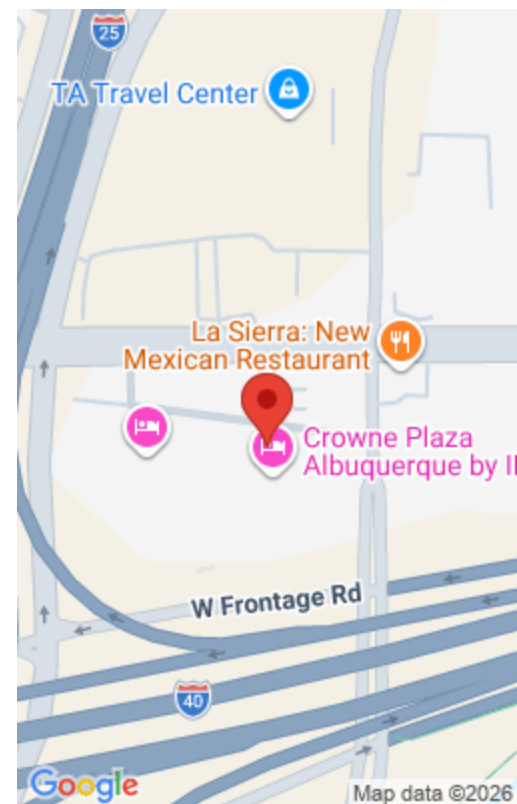 25
TA Travel Center
La Sierra: New
Mexican Restaurant
Crowne Plaza
Albuquerque by I
W Frontage Rd
40
Google
Map data ©2026